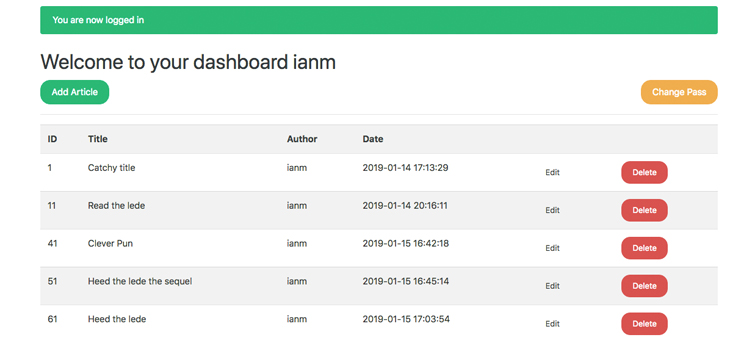 You are now logged in
Welcome to your dashboard ianm
Add Article Change Pass
ID Title Author Date
1 Catchy title ianm 2019-01-14 17:13:29 Edit Delete
11 Read the lede ianm 2019-01-14 20:16:11 Edit Delete
41 Clever Pun ianm 2019-01-15 16:42:18 Edit Delete
51 Heed the lede the sequel ianm 2019-01-15 16:45:14 Edit Delete
61 Heed the lede ianm 2019-01-15 17:03:54 Edit Delete